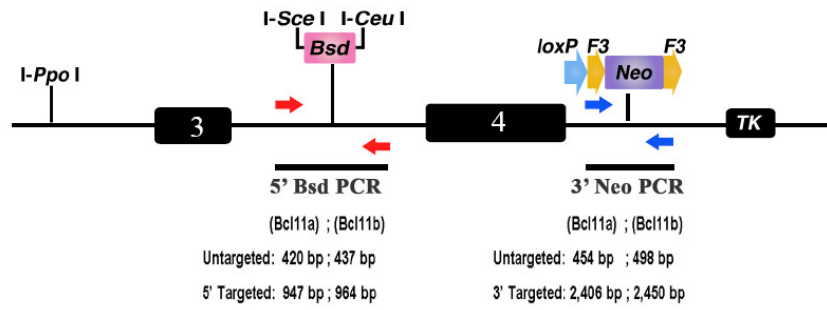 I-Sce I I-Ceu I
Bsd
loxP F3 F3
Neo
I-Ppo I
3
4
TK
5' Bsd PCR 3' Neo PCR
(Bcl11a) ; (Bcl11b) (Bcl11a) ; (Bcl11b)
Untargeted: 420 bp ; 437 bp Untargeted: 454 bp ; 498 bp
5' Targeted: 947 bp ; 964 bp 3' Targeted: 2,406 bp ; 2,450 bp